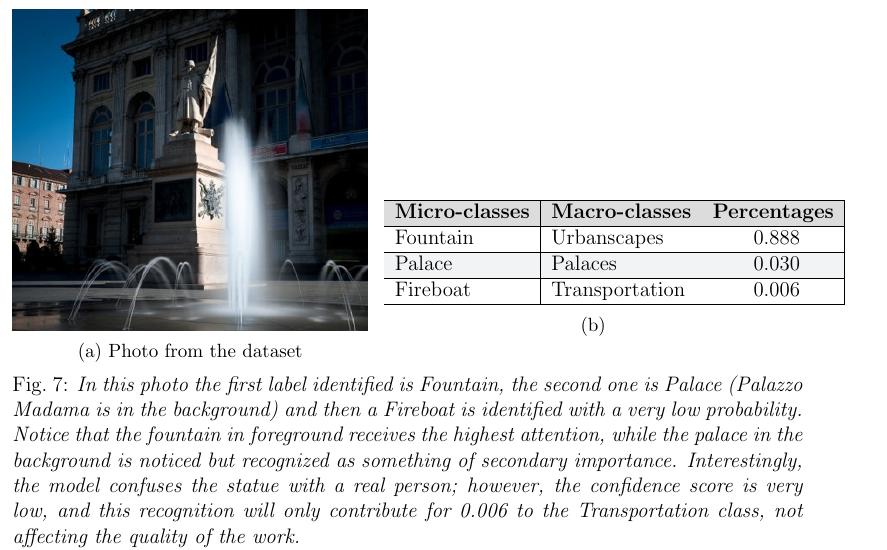 Micro-classes Macro-classes Percentages
Fountain Urbanscapes 0.888
Palace Palaces 0.030
Fireboat Transportation 0.006
(b)
(a) Photo from the dataset
Fig. 7: In this photo the first label identified is Fountain, the second one is Palace (Palazzo
Madama is in the background) and then a Fireboat is identified with a very low probability.
Notice that the fountain in foreground receives the highest attention, while the palace in the
background is noticed but recognized as something of secondary importance. Interestingly,
the model confuses the statue with a real person; however, the confidence score is very
low, and this recognition will only contribute for 0.006 to the Transportation class, not
affecting the quality of the work.